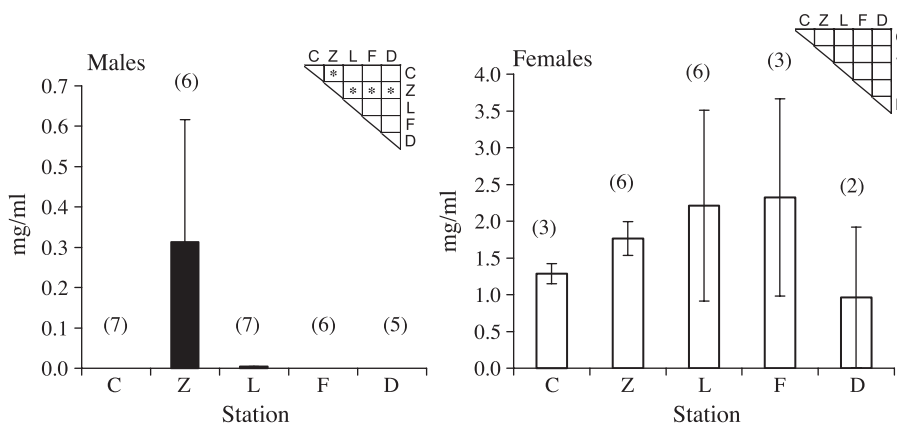 Males
C Z L F D
* C
* * * Z
L
F
D
mg/ml
0.7
0.6
0.5
0.4
0.3
0.2
0.1
0.0
(6)
(7)
(7)
(6)
(5)
C Z L F D
Station
Females
C Z L F D
mg/ml
4.0
3.5
3.0
2.5
2.0
1.5
1.0
0.5
0.0
(3)
(6)
(6)
(3)
(2)
C Z L F D
Station